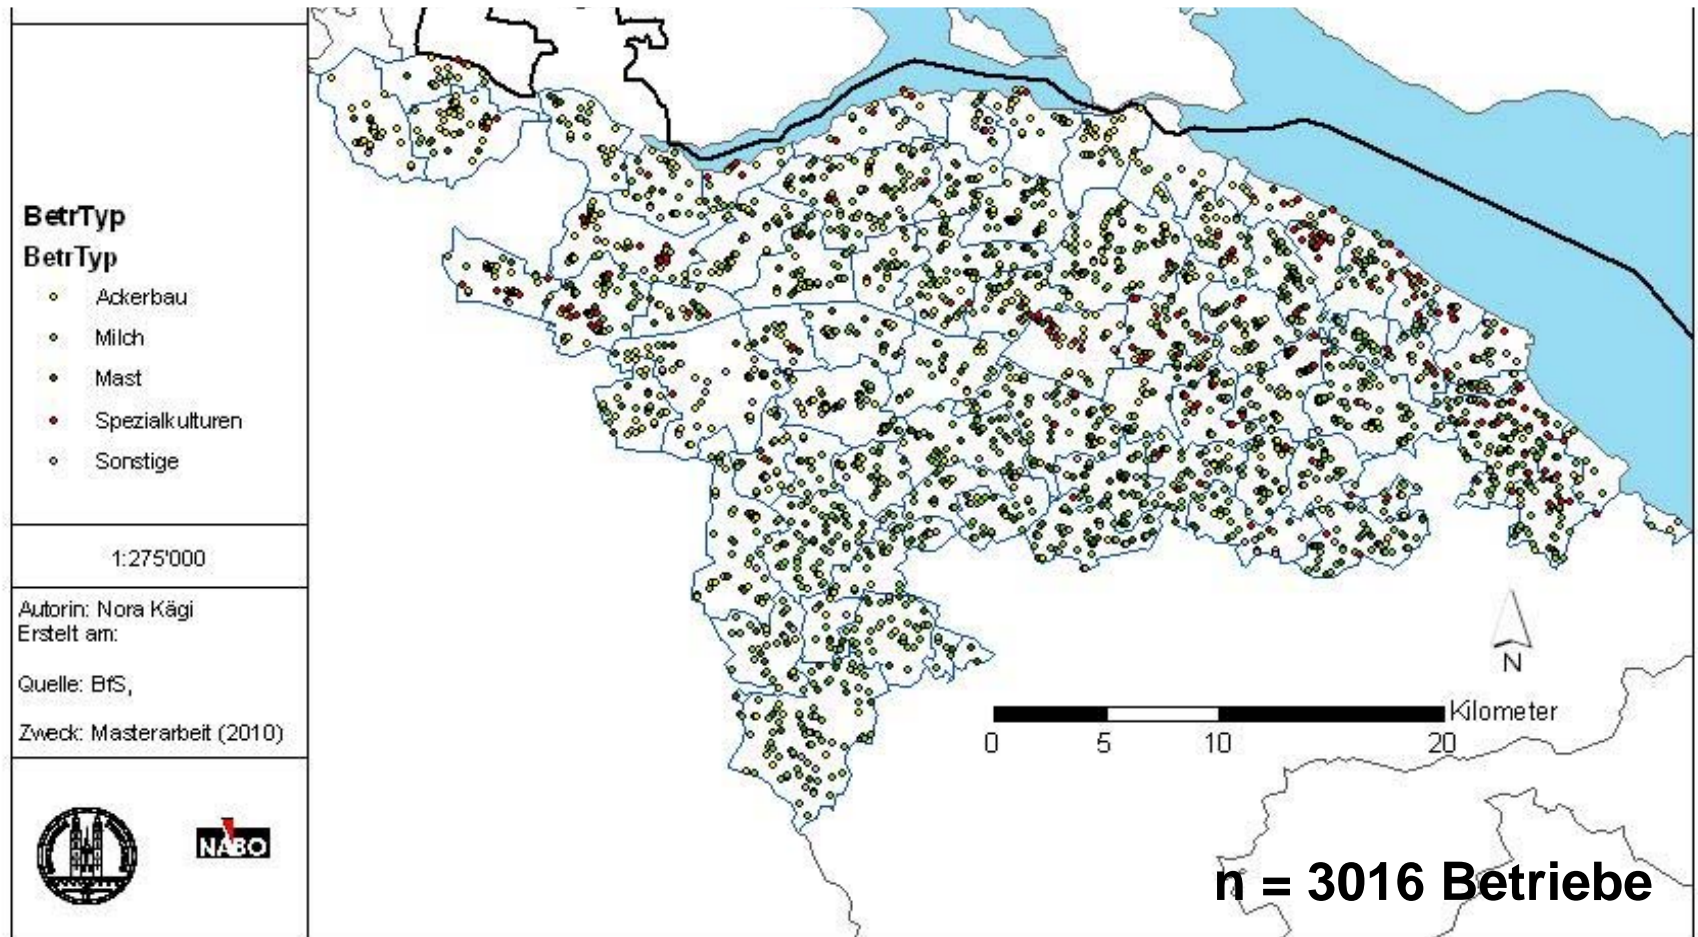 BetrTyp
BetrTyp
Ackerbau
Milch
Mast
Spezialkulturen
Sonstige
1:275'000
Autorin: Nora Kägi
Erstelt am:
Quelle: BfS,
Zweck: Masterarbeit (2010)
NABO
N
Kilometer
0 5 10 20
n = 3016 Betriebe